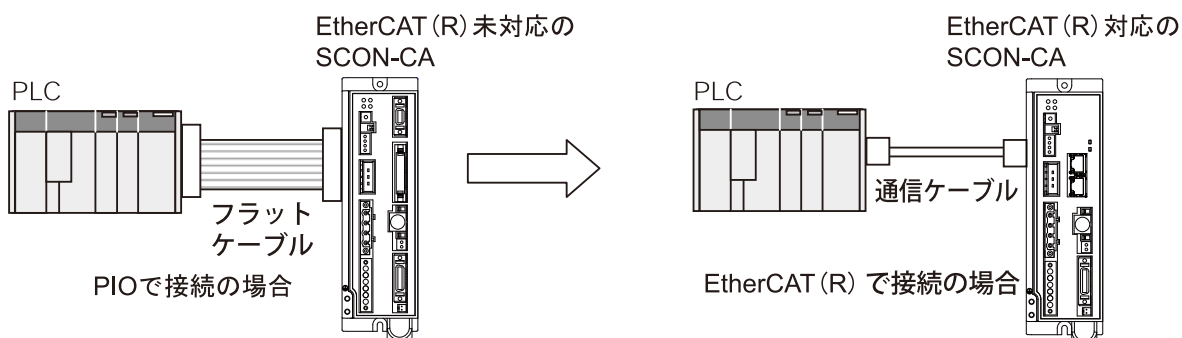 EtherCAT(R)未対応の
SCON-CA
PLC
フラット
ケーブル
PIOで接続の場合
EtherCAT(R)対応の
SCON-CA
PLC
通信ケーブル
EtherCAT(R) で接続の場合